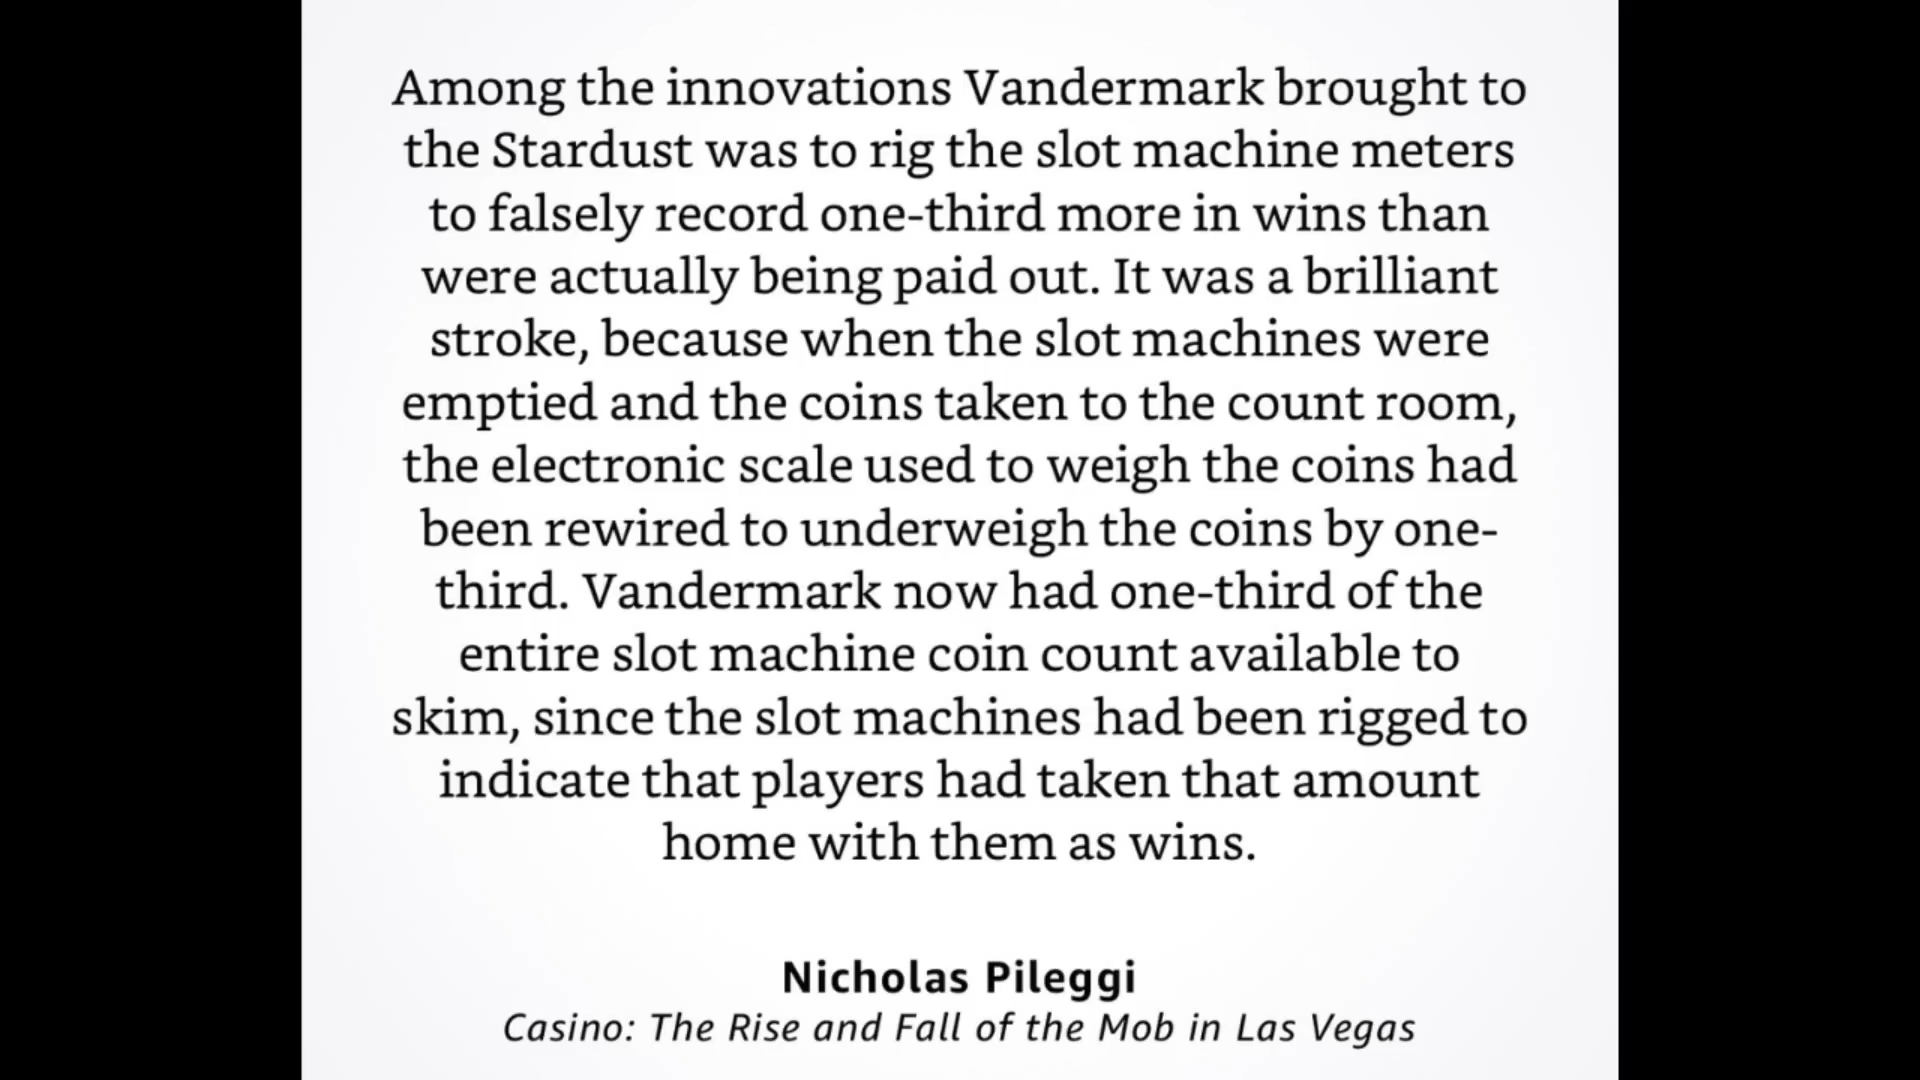 Among the innovations Vandermark brought to
the Stardust was to rig the slot machine meters
to falsely record one-third more in wins than
were actually being paid out. It was a brilliant
stroke, because when the slot machines were
emptied and the coins taken to the count room,
the electronic scale used to weigh the coins had
been rewired to underweigh the coins by one-
third. Vandermark now had one-third of the
entire slot machine coin count available to
skim, since the slot machines had been rigged to
indicate that players had taken that amount
home with them as wins.
Nicholas Pileggi
Casino: The Rise and Fall of the Mob in Las Vegas